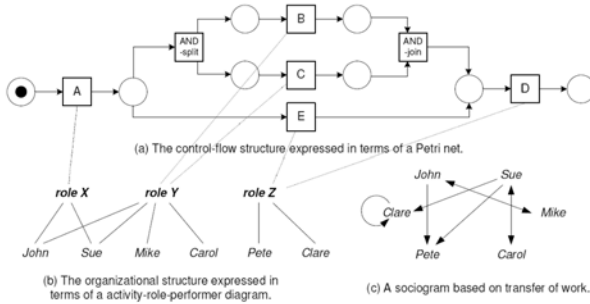 B
AND
-split
AND
-join
A
C
D
E
(a) The control-flow structure expressed in terms of a Petri net.
role X
role Y
role Z
John
Sue
Mike
Carol
Pete
Clare
(b) The organizational structure expressed in
terms of a activity-role-performer diagram.
John
Sue
Clare
Mike
Pete
Carol
(c) A sociogram based on transfer of work.